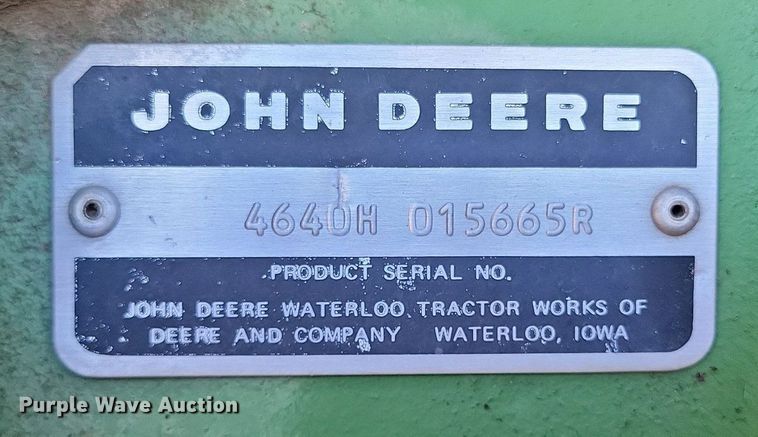 JOHN DEERE
4640H 015665R
PRODUCT SERIAL NO.
JOHN DEERE WATERLOO TRACTOR WORKS OF
DEERE AND COMPANY WATERLOO, IOWA
Purple Wave Auction